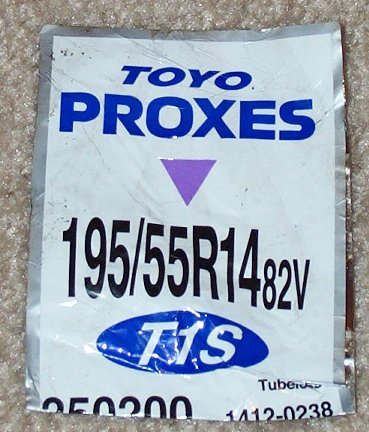 TOYO
PROXES
195/55R14 82V
T1S
1412-0238